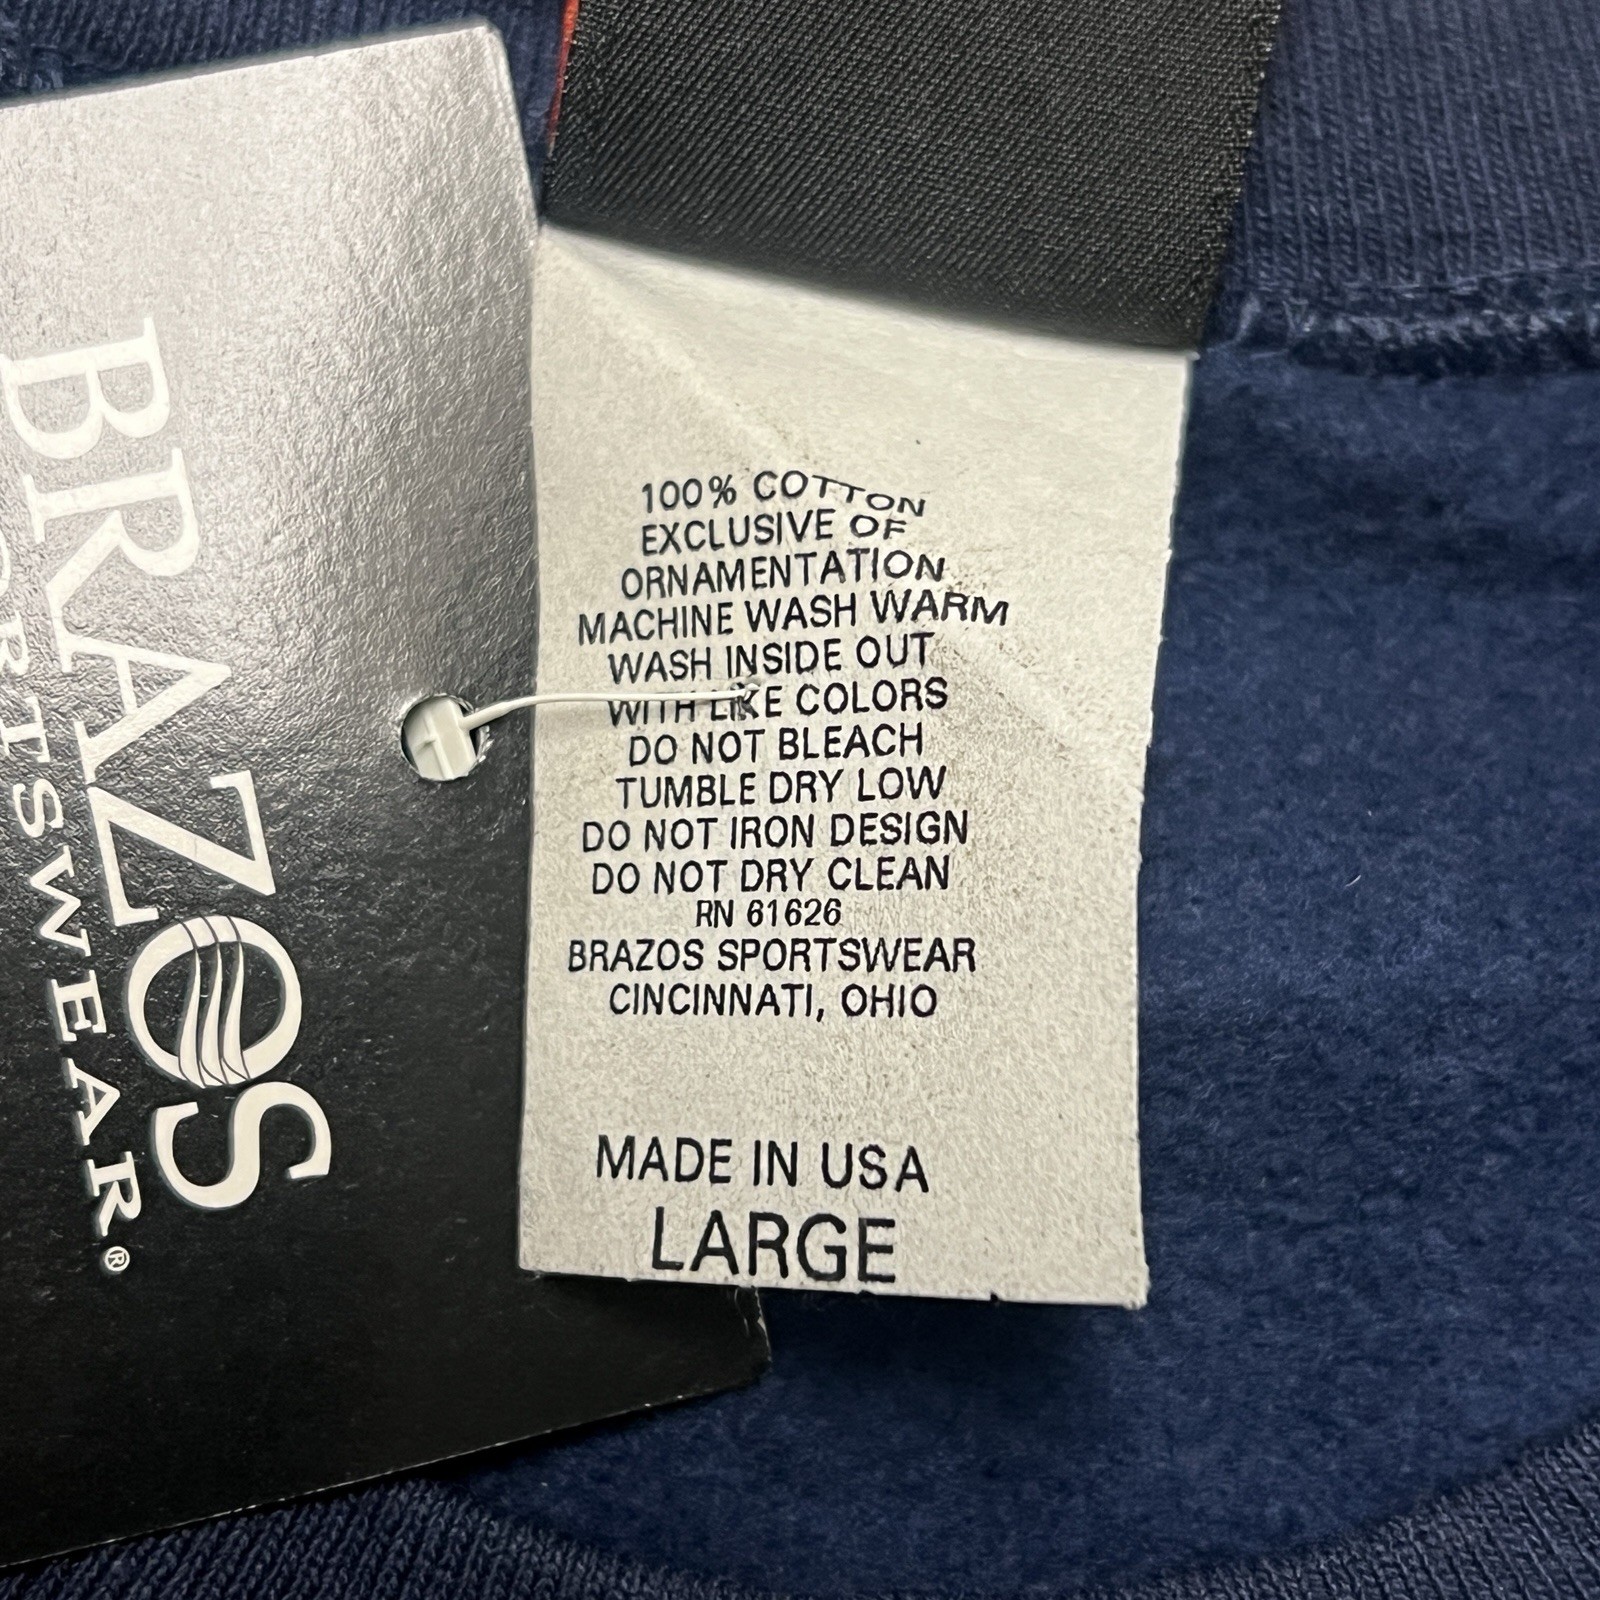 BRAZOS
SPORTSWEAR®
100% COTTON
EXCLUSIVE OF
ORNAMENTATION
MACHINE WASH WARM
WASH INSIDE OUT
WITH LIKE COLORS
DO NOT BLEACH
TUMBLE DRY LOW
DO NOT IRON DESIGN
DO NOT DRY CLEAN
RN 61626
BRAZOS SPORTSWEAR
CINCINNATI, OHIO
MADE IN USA
LARGE